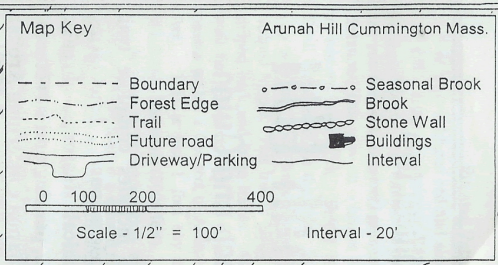 Map Key
Arunah Hill Cummington Mass.
Boundary
Forest Edge
Trail
Future road
Driveway/Parking
Seasonal Brook
Brook
Stone Wall
Buildings
Interval
0 100 200 400
Scale - 1/2" = 100'
Interval - 20'